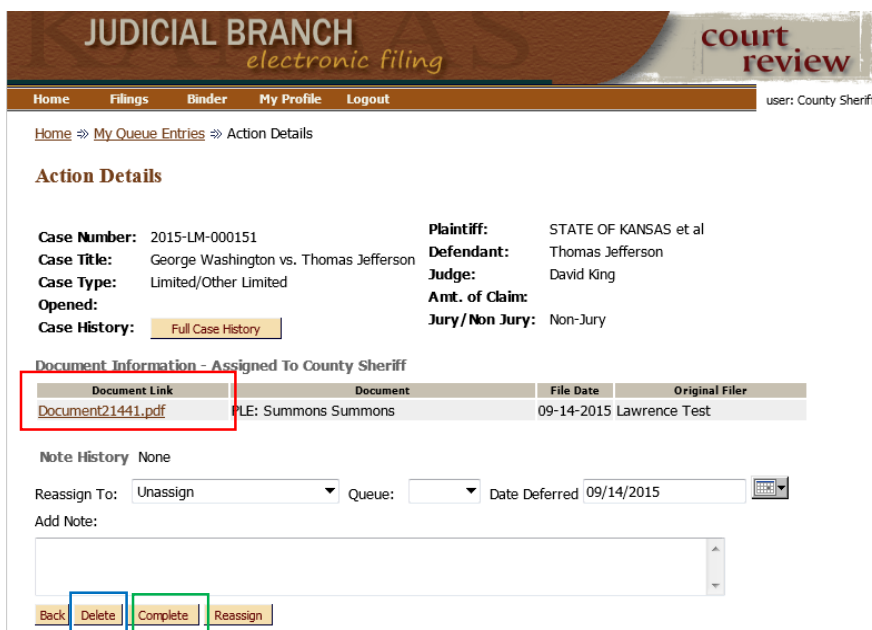 KANSAS
JUDICIAL BRANCH
electronic filing
court
review
Home Filings Binder My Profile Logout
user: County Sheriff
Home ⇒ My Queue Entries ⇒ Action Details
Action Details
Case Number: 2015-LM-000151
Case Title: George Washington vs. Thomas Jefferson
Case Type: Limited/Other Limited
Opened:
Case History: Full Case History
Plaintiff: STATE OF KANSAS et al
Defendant: Thomas Jefferson
Judge: David King
Amt. of Claim:
Jury/Non Jury: Non-Jury
Document Information - Assigned To County Sheriff
Document Link Document File Date Original Filer
Document21441.pdf PLE: Summons Summons 09-14-2015 Lawrence Test
Note History None
Reassign To: Unassign Queue: Date Deferred 09/14/2015
Add Note:
Back Delete Complete Reassign